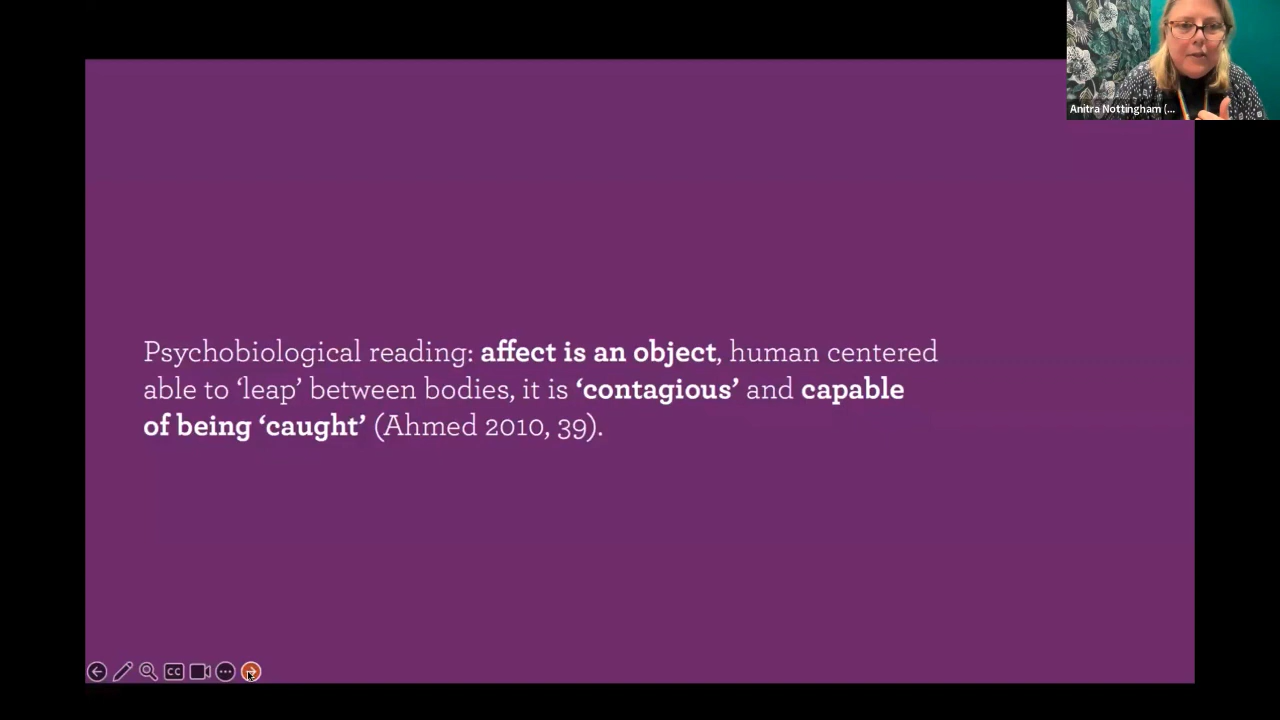 Anitra Nottingham (...
Psychobiological reading: affect is an object, human centered
able to ‘leap’ between bodies, it is ‘contagious’ and capable
of being ‘caught’ (Ahmed 2010, 39).
CC